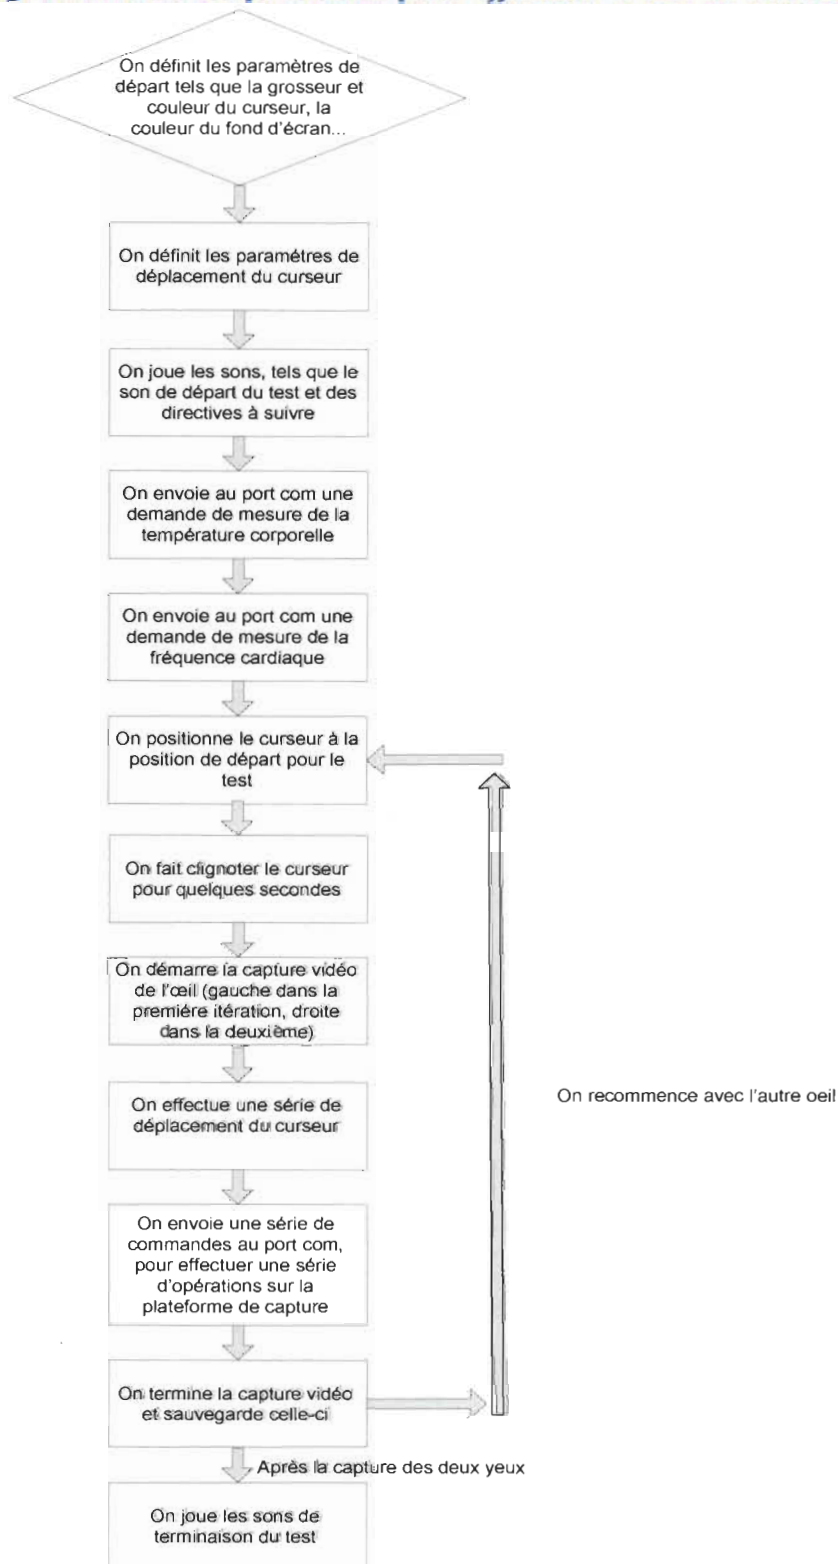 On définit les paramètres de
départ tels que la grosseur et
couleur du curseur, la
couleur du fond d'écran...
On définit les paramétres de
déplacement du curseur
On joue les sons, tels que le
son de départ du test et des
directives à suivre
On envoie au port com une
demande de mesure de la
température corporelle
On envoie au port com une
demande de mesure de la
fréquence cardiaque
On positionne le curseur à la
position de départ pour le
test
On fait clignoter le curseur
pour quelques secondes
On démarre la capture vidéo
de l'œil (gauche dans la
première itération, droite
dans la deuxième)
On effectue une série de
déplacement du curseur
On recommence avec l'autre oeil
On envoie une série de
commandes au port com,
pour effectuer une série
d'opérations sur la
plateforme de capture
On termine la capture vidéo
et sauvegarde celle-ci
Après la capture des deux yeux
On joue les sons de
terminaison du test